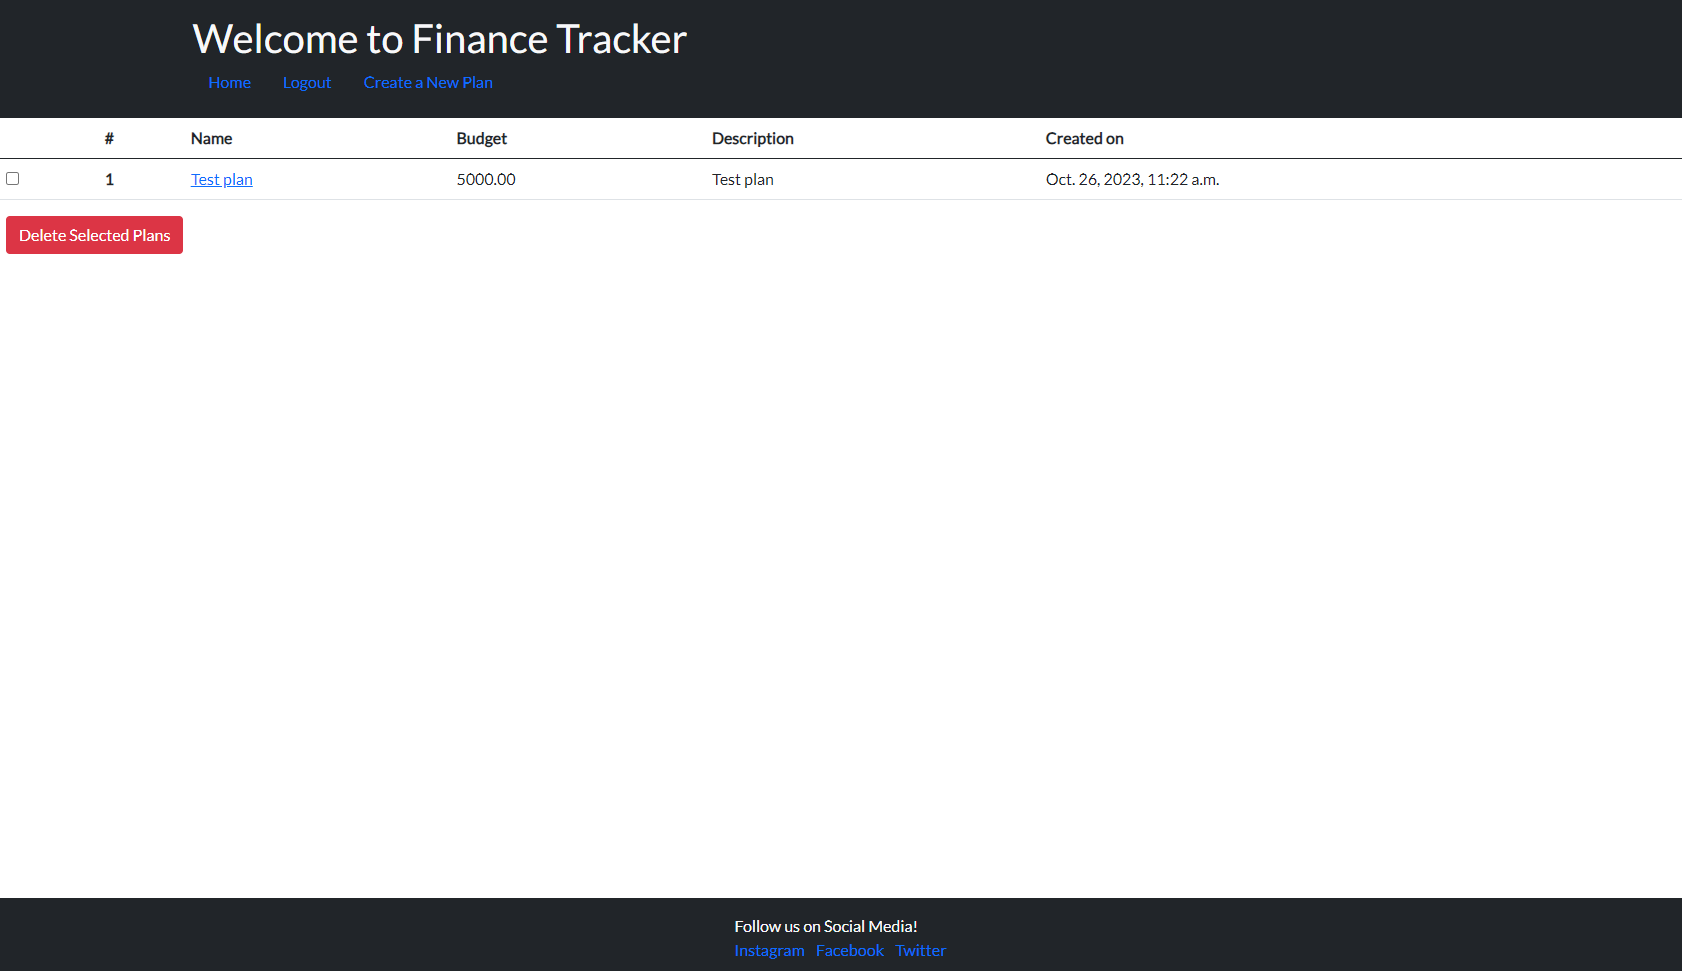 Welcome to Finance Tracker
Home Logout Create a New Plan
# Name Budget Description Created on
1 Test plan 5000.00 Test plan Oct. 26, 2023, 11:22 a.m.
Delete Selected Plans
Follow us on Social Media!
Instagram Facebook Twitter